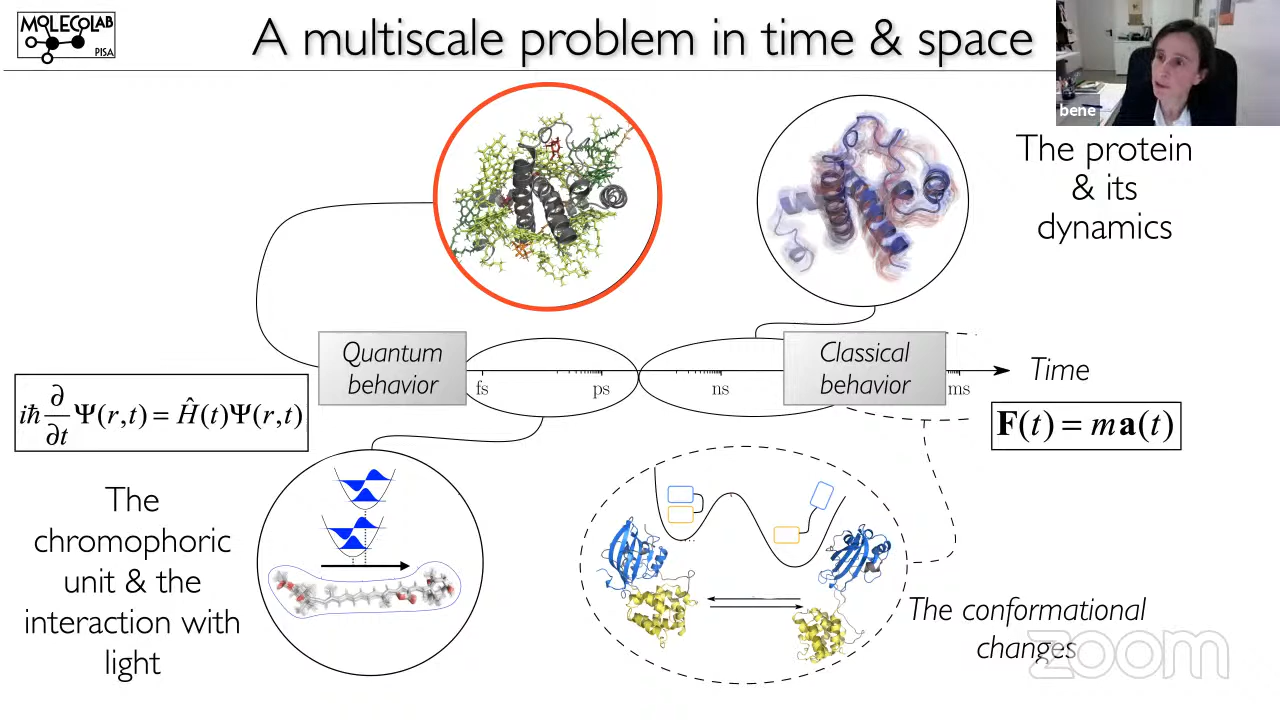 MOLECOLAB
PISA
A multiscale problem in time & space
bene
The protein
& its
dynamics
Quantum
behavior
fs
ps
ns
Classical
behavior
ms
Time
iħ ∂/∂t Ψ(r,t) = Ĥ(t)Ψ(r,t)
F(t) = ma(t)
The
chromophoric
unit & the
interaction with
light
The conformational
changes
zoom